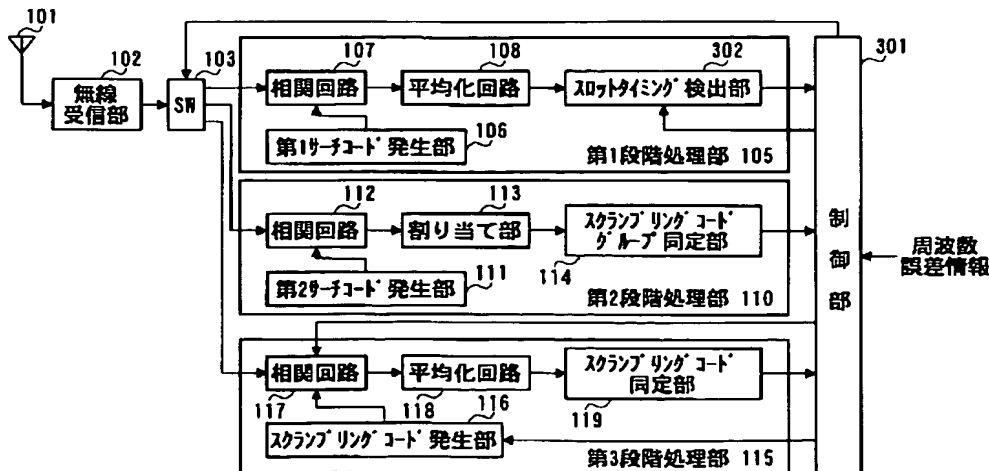 101
102
無線
受信部
103
SW
107
相関回路
108
平均化回路
302
スロットタイミング 検出部
301
第1サーチコード 発生部
106
第1段階処理部 105
112
相関回路
113
割り当て部
スクランブリングコード
グループ 同定部
114
第2サーチコード 発生部
111
第2段階処理部 110
制
御
部
周波数
誤差情報
相関回路
117
平均化回路
118
スクランブリングコード
同定部
119
116
スクランブリングコード 発生部
第3段階処理部 115